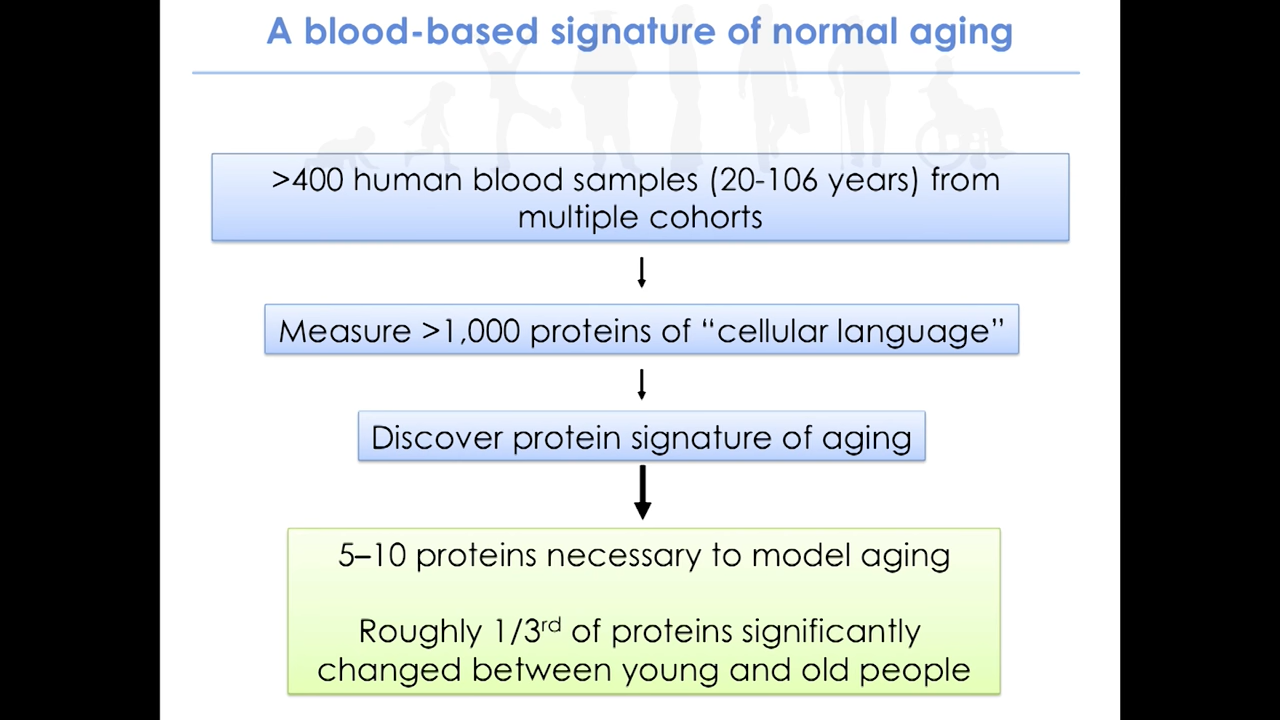 A blood-based signature of normal aging
>400 human blood samples (20-106 years) from
multiple cohorts
Measure >1,000 proteins of “cellular language”
Discover protein signature of aging
5–10 proteins necessary to model aging
Roughly 1/3rd of proteins significantly
changed between young and old people